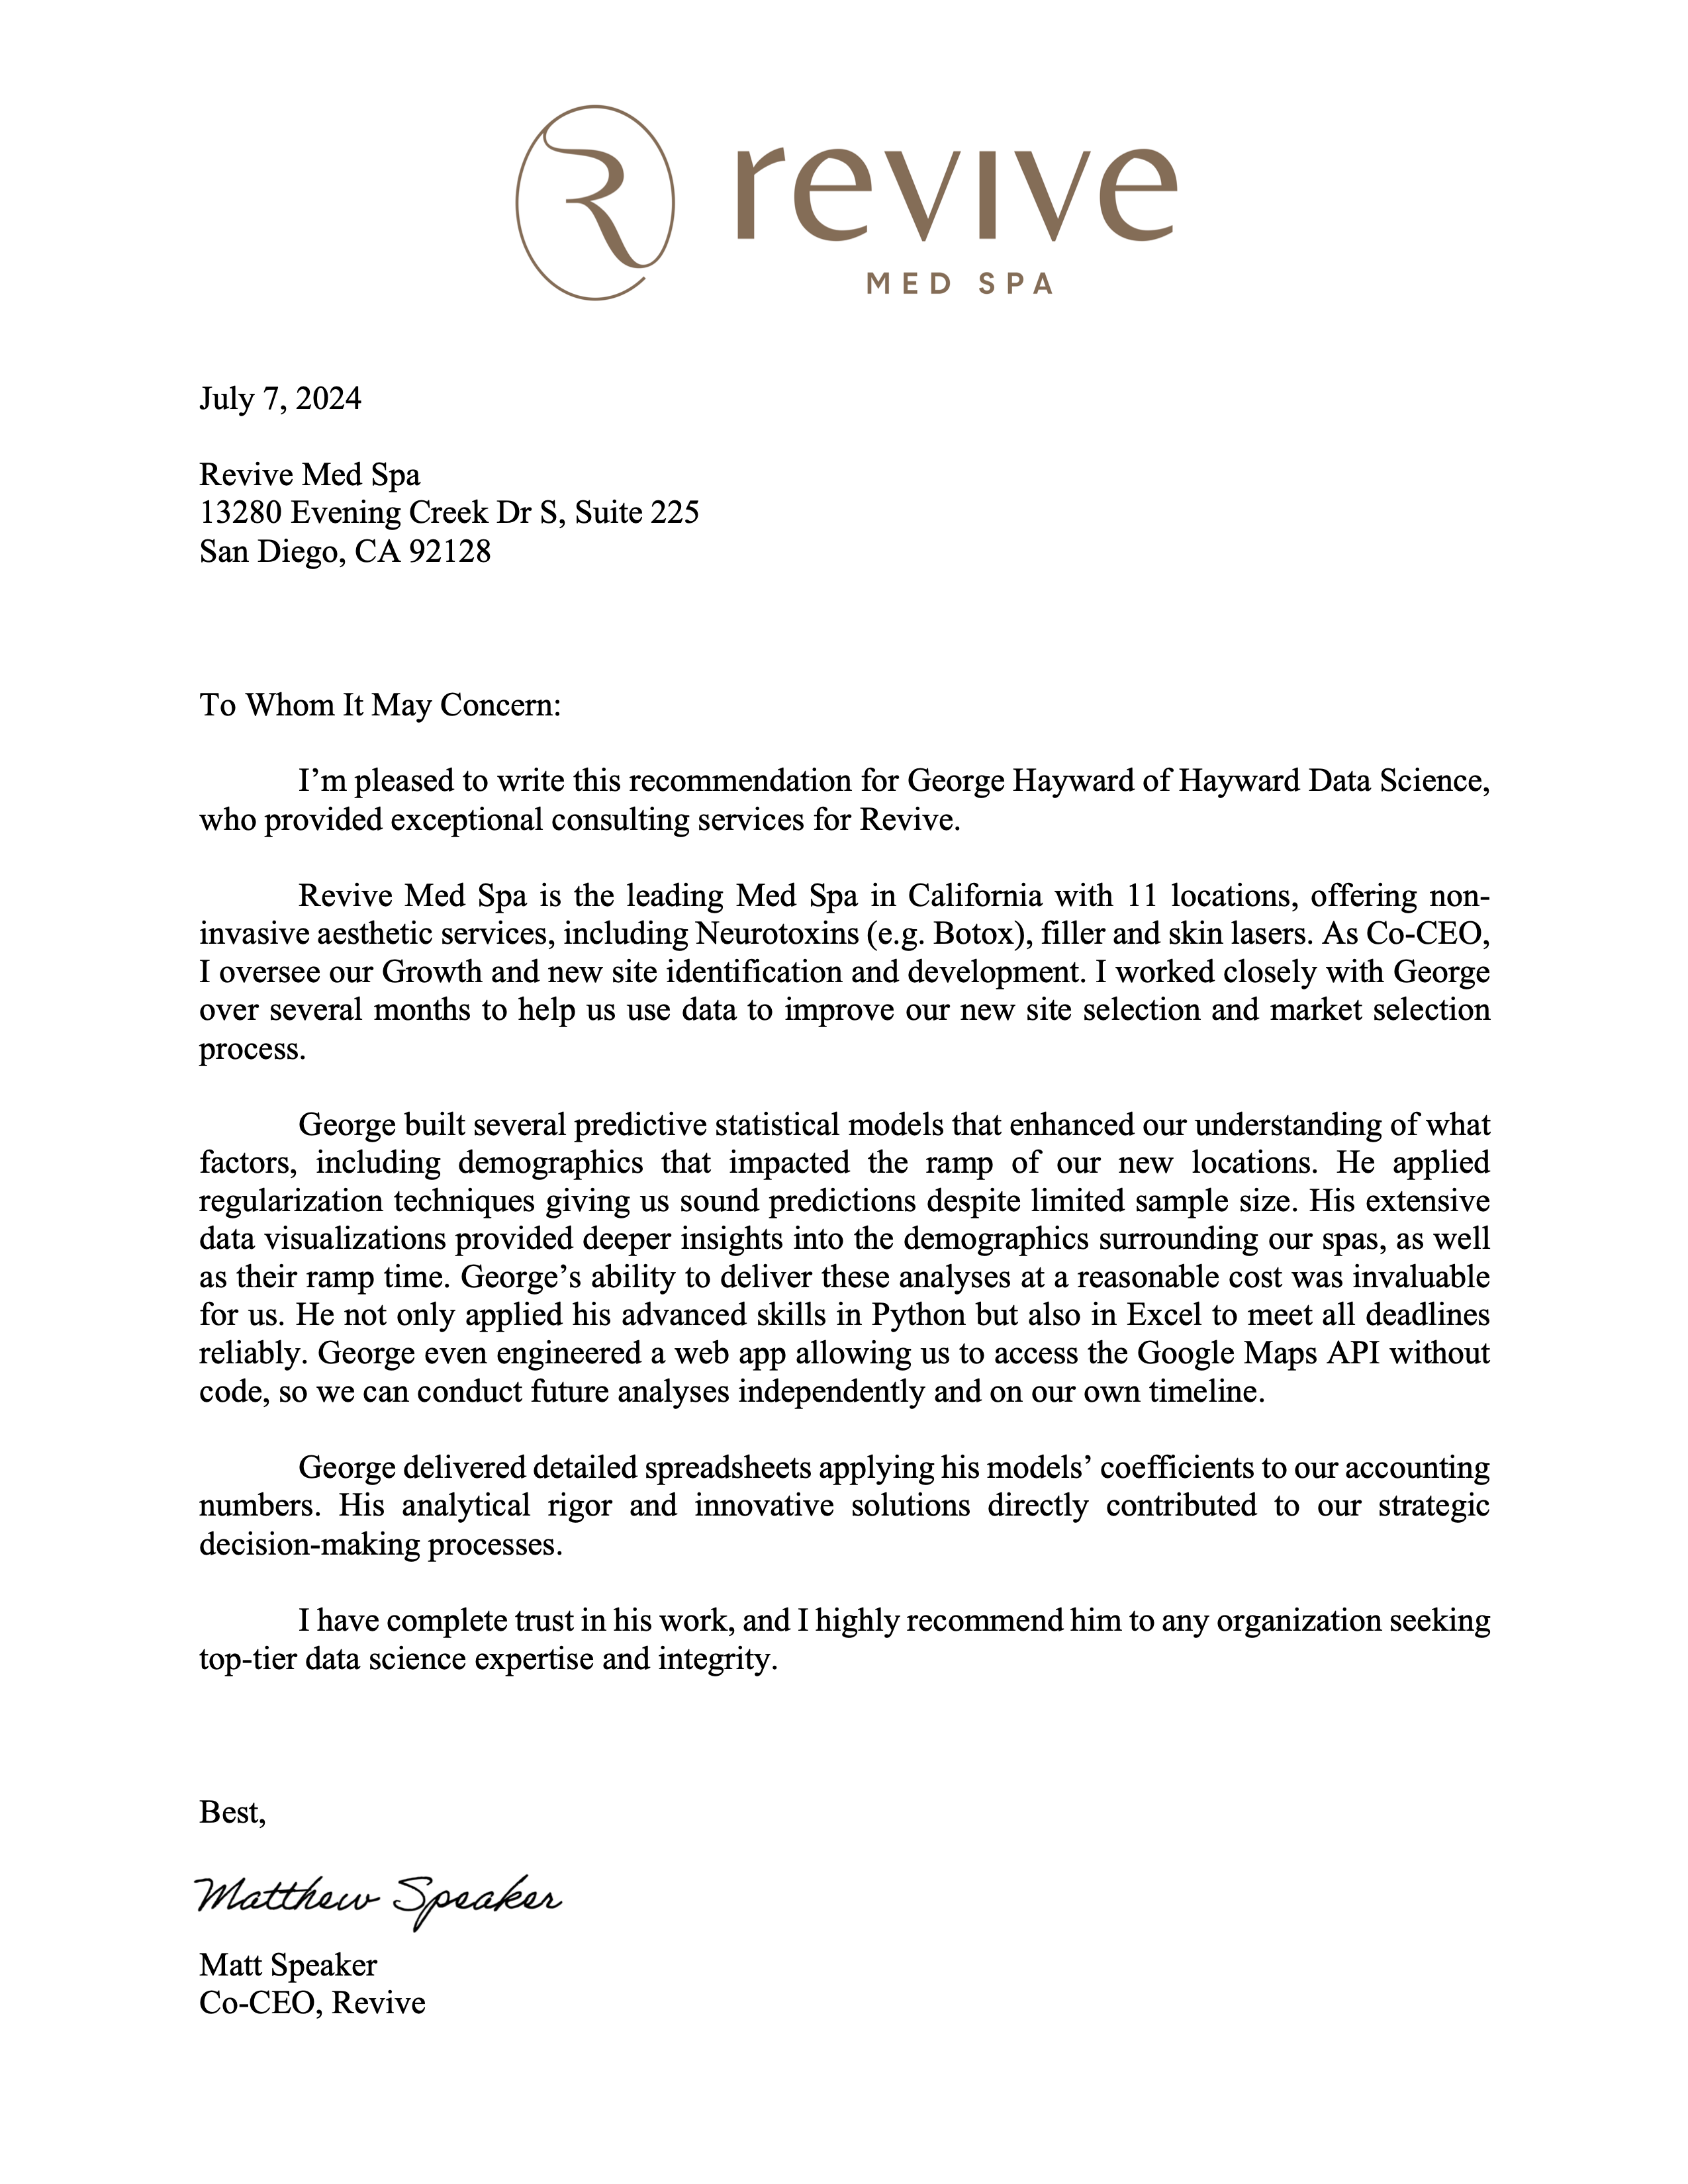 R revive
MED SPA
July 7, 2024
Revive Med Spa
13280 Evening Creek Dr S, Suite 225
San Diego, CA 92128
To Whom It May Concern:
I’m pleased to write this recommendation for George Hayward of Hayward Data Science,
who provided exceptional consulting services for Revive.
Revive Med Spa is the leading Med Spa in California with 11 locations, offering non-
invasive aesthetic services, including Neurotoxins (e.g. Botox), filler and skin lasers. As Co-CEO,
I oversee our Growth and new site identification and development. I worked closely with George
over several months to help us use data to improve our new site selection and market selection
process.
George built several predictive statistical models that enhanced our understanding of what
factors, including demographics that impacted the ramp of our new locations. He applied
regularization techniques giving us sound predictions despite limited sample size. His extensive
data visualizations provided deeper insights into the demographics surrounding our spas, as well
as their ramp time. George’s ability to deliver these analyses at a reasonable cost was invaluable
for us. He not only applied his advanced skills in Python but also in Excel to meet all deadlines
reliably. George even engineered a web app allowing us to access the Google Maps API without
code, so we can conduct future analyses independently and on our own timeline.
George delivered detailed spreadsheets applying his models’ coefficients to our accounting
numbers. His analytical rigor and innovative solutions directly contributed to our strategic
decision-making processes.
I have complete trust in his work, and I highly recommend him to any organization seeking
top-tier data science expertise and integrity.
Best,
Matthew Speaker
Matt Speaker
Co-CEO, Revive